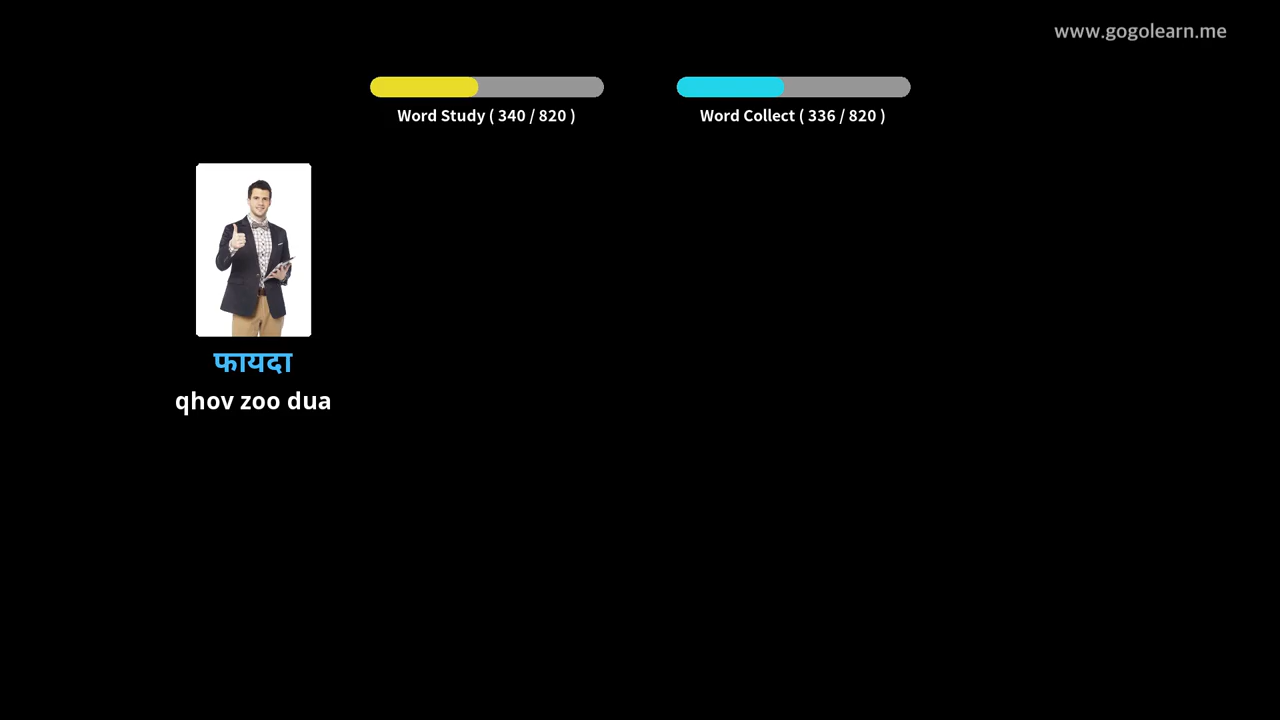 www.gogolearn.me
Word Study ( 340 / 820 )
Word Collect ( 336 / 820 )
फायदा
qhov zoo dua